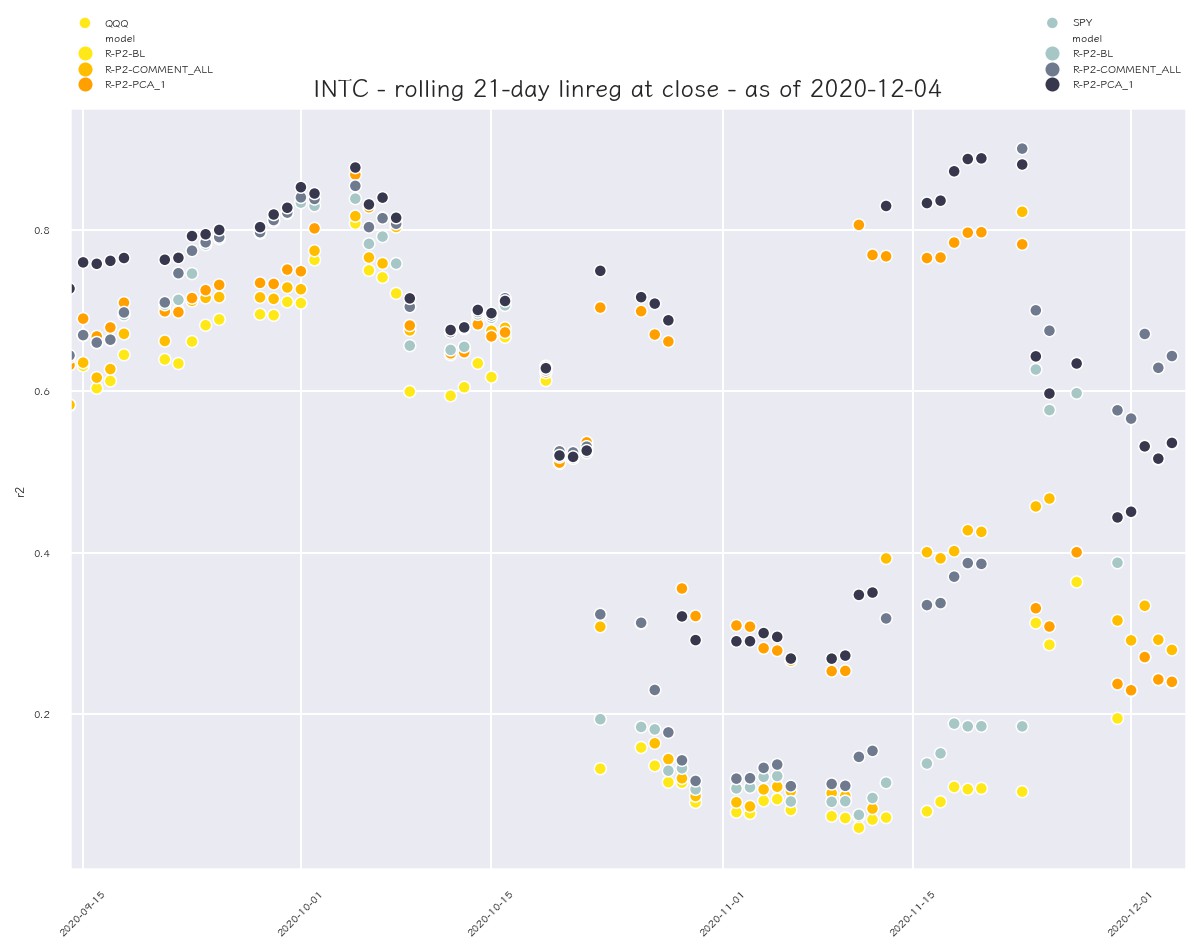 QQQ
model
R-P2-BL
R-P2-COMMENT_ALL
R-P2-PCA_1
SPY
model
R-P2-BL
R-P2-COMMENT_ALL
R-P2-PCA_1
INTC - rolling 21-day linreg at close - as of 2020-12-04
r2
0.8
0.6
0.4
0.2
2020-09-15
2020-10-01
2020-10-15
2020-11-01
2020-11-15
2020-12-01